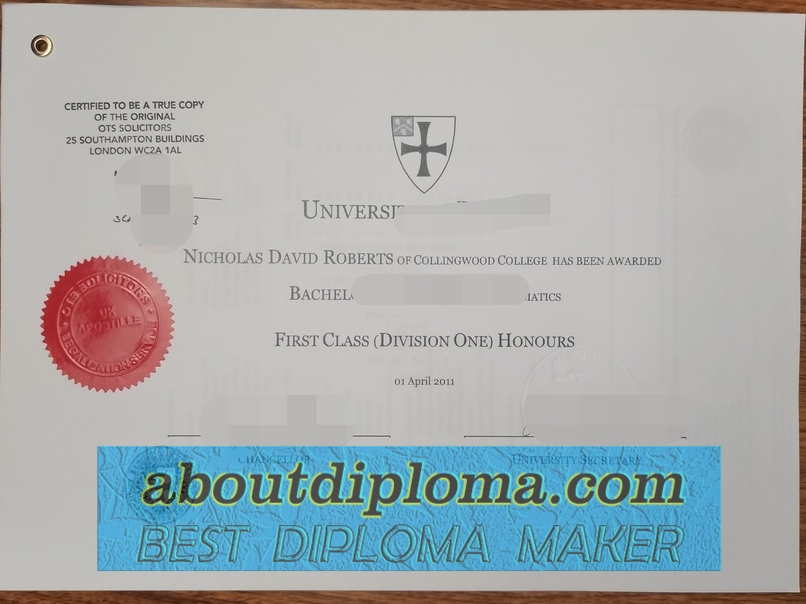 CERTIFIED TO BE A TRUE COPY
OF THE ORIGINAL
OTS SOLICITORS
25 SOUTHAMPTON BUILDINGS
LONDON WC2A 1AL
NICHOLAS DAVID ROBERTS OF COLLINGWOOD COLLEGE HAS BEEN AWARDED
OTS SOLICITORS
UK
APOSTILLE
LEGALISATION SERVICE
FIRST CLASS (DIVISION ONE) HONOURS
01 April 2011
CHANCELLOR UNIVERSITY SECRETARY
aboutdiploma.com
BEST DIPLOMA MAKER